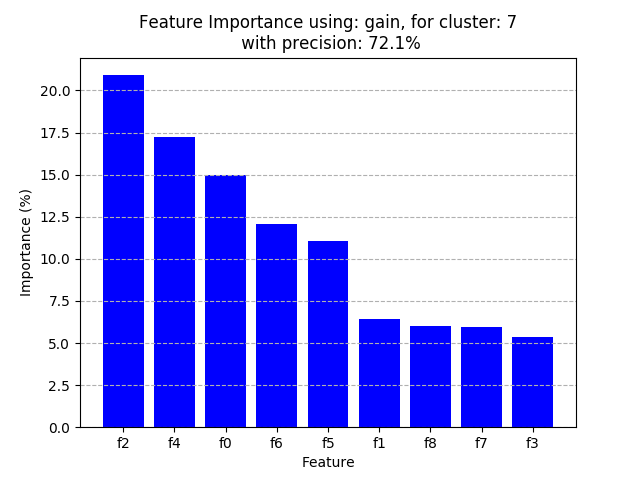 Feature Importance using: gain, for cluster: 7
with precision: 72.1%
20.0
17.5
15.0
12.5
10.0
7.5
5.0
2.5
0.0
Importance (%)
f2 f4 f0 f6 f5 f1 f8 f7 f3
Feature